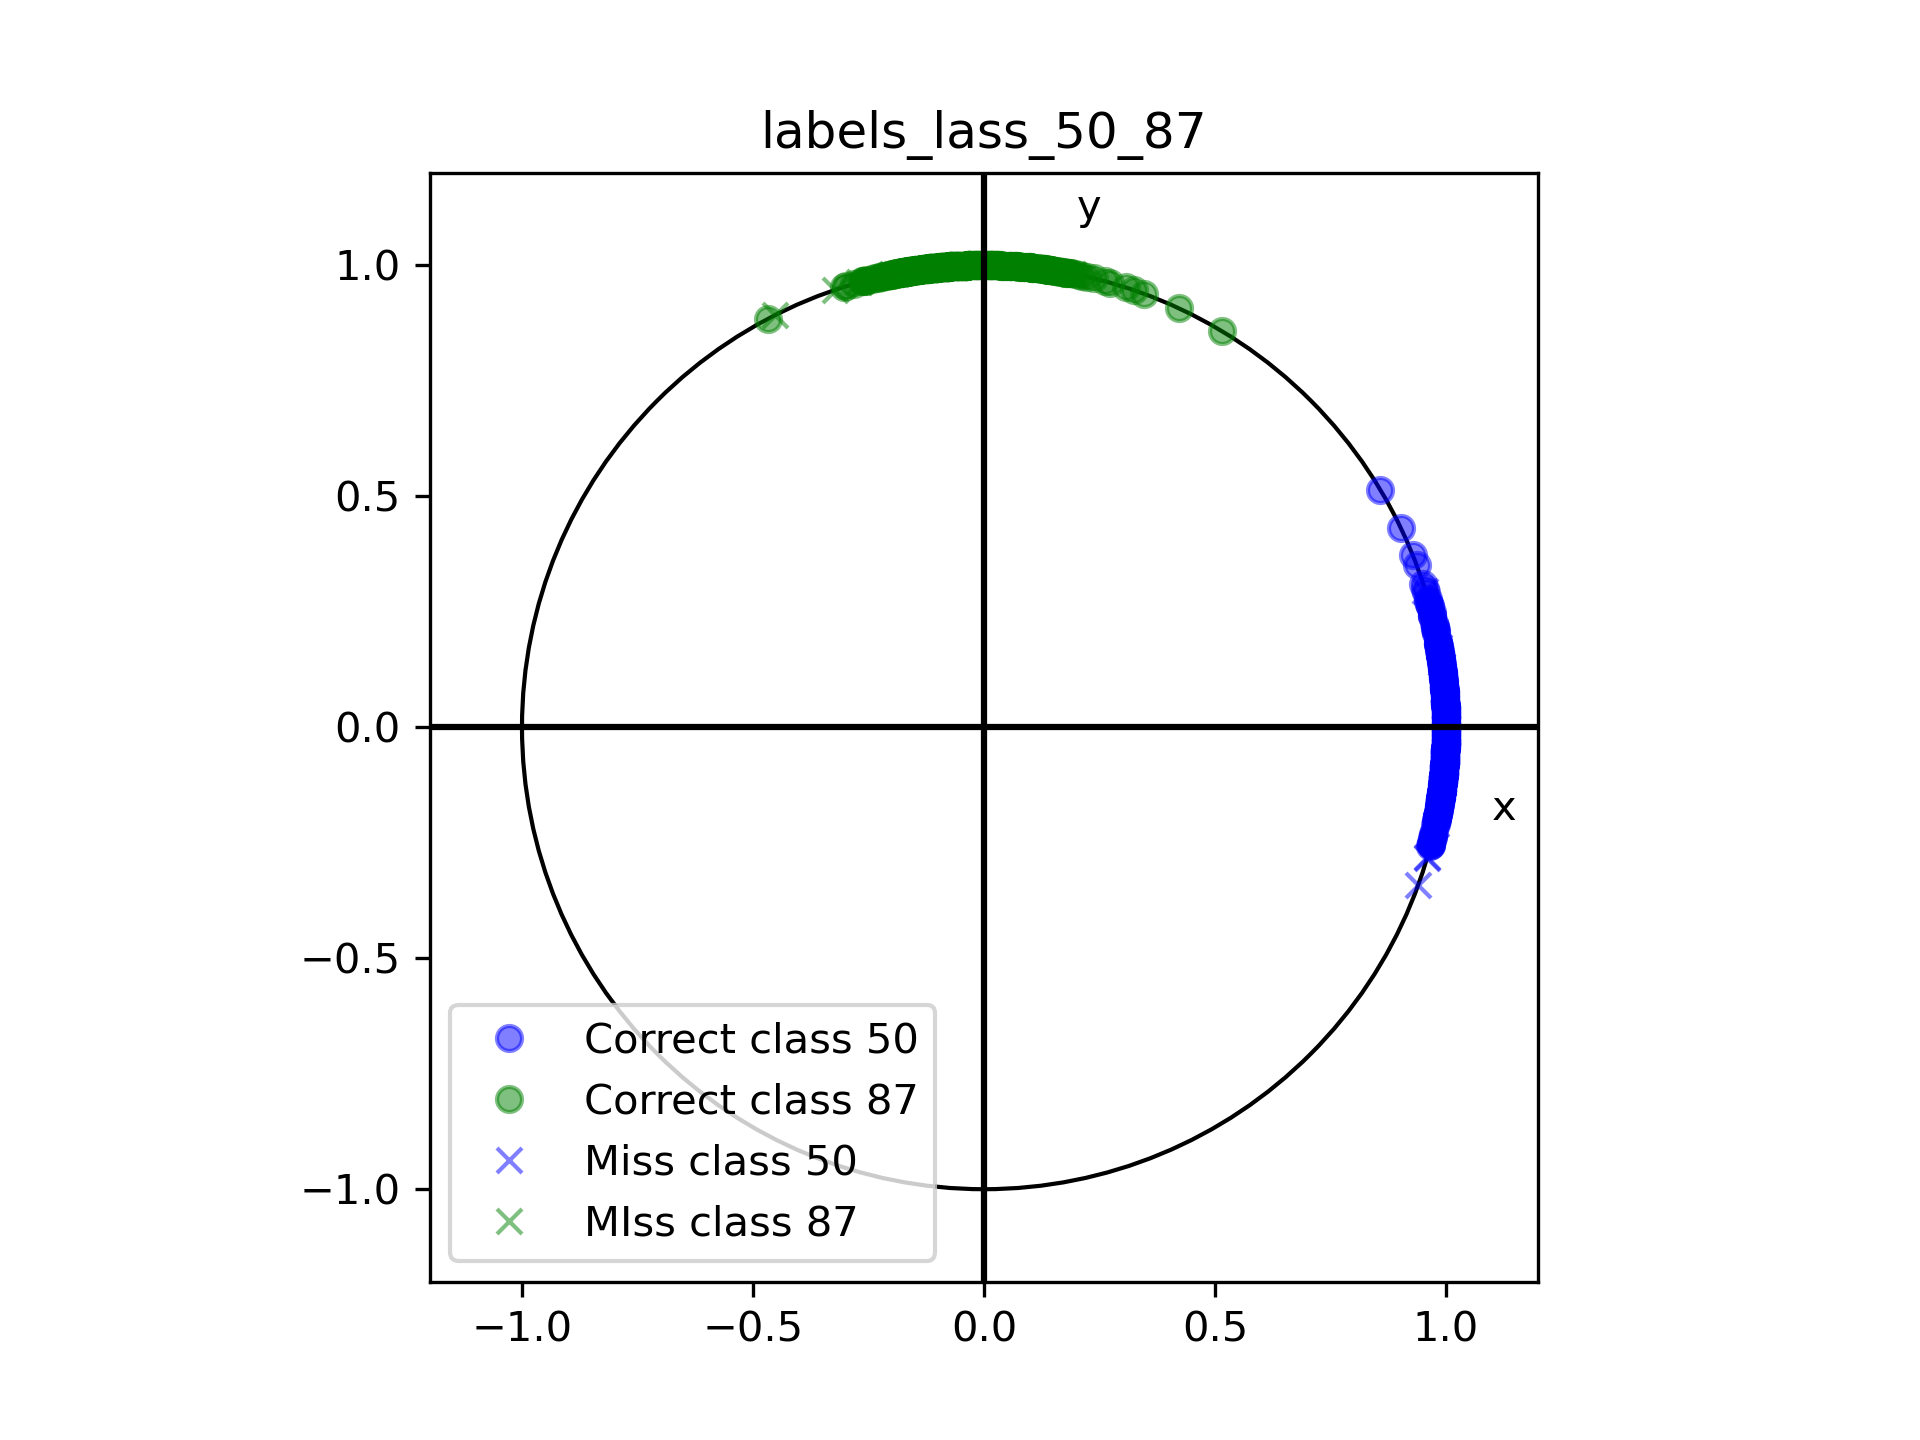 labels_lass_50_87
y
1.0
0.5
0.0
x
−0.5
−1.0
Correct class 50
Correct class 87
Miss class 50
MIss class 87
−1.0 −0.5 0.0 0.5 1.0